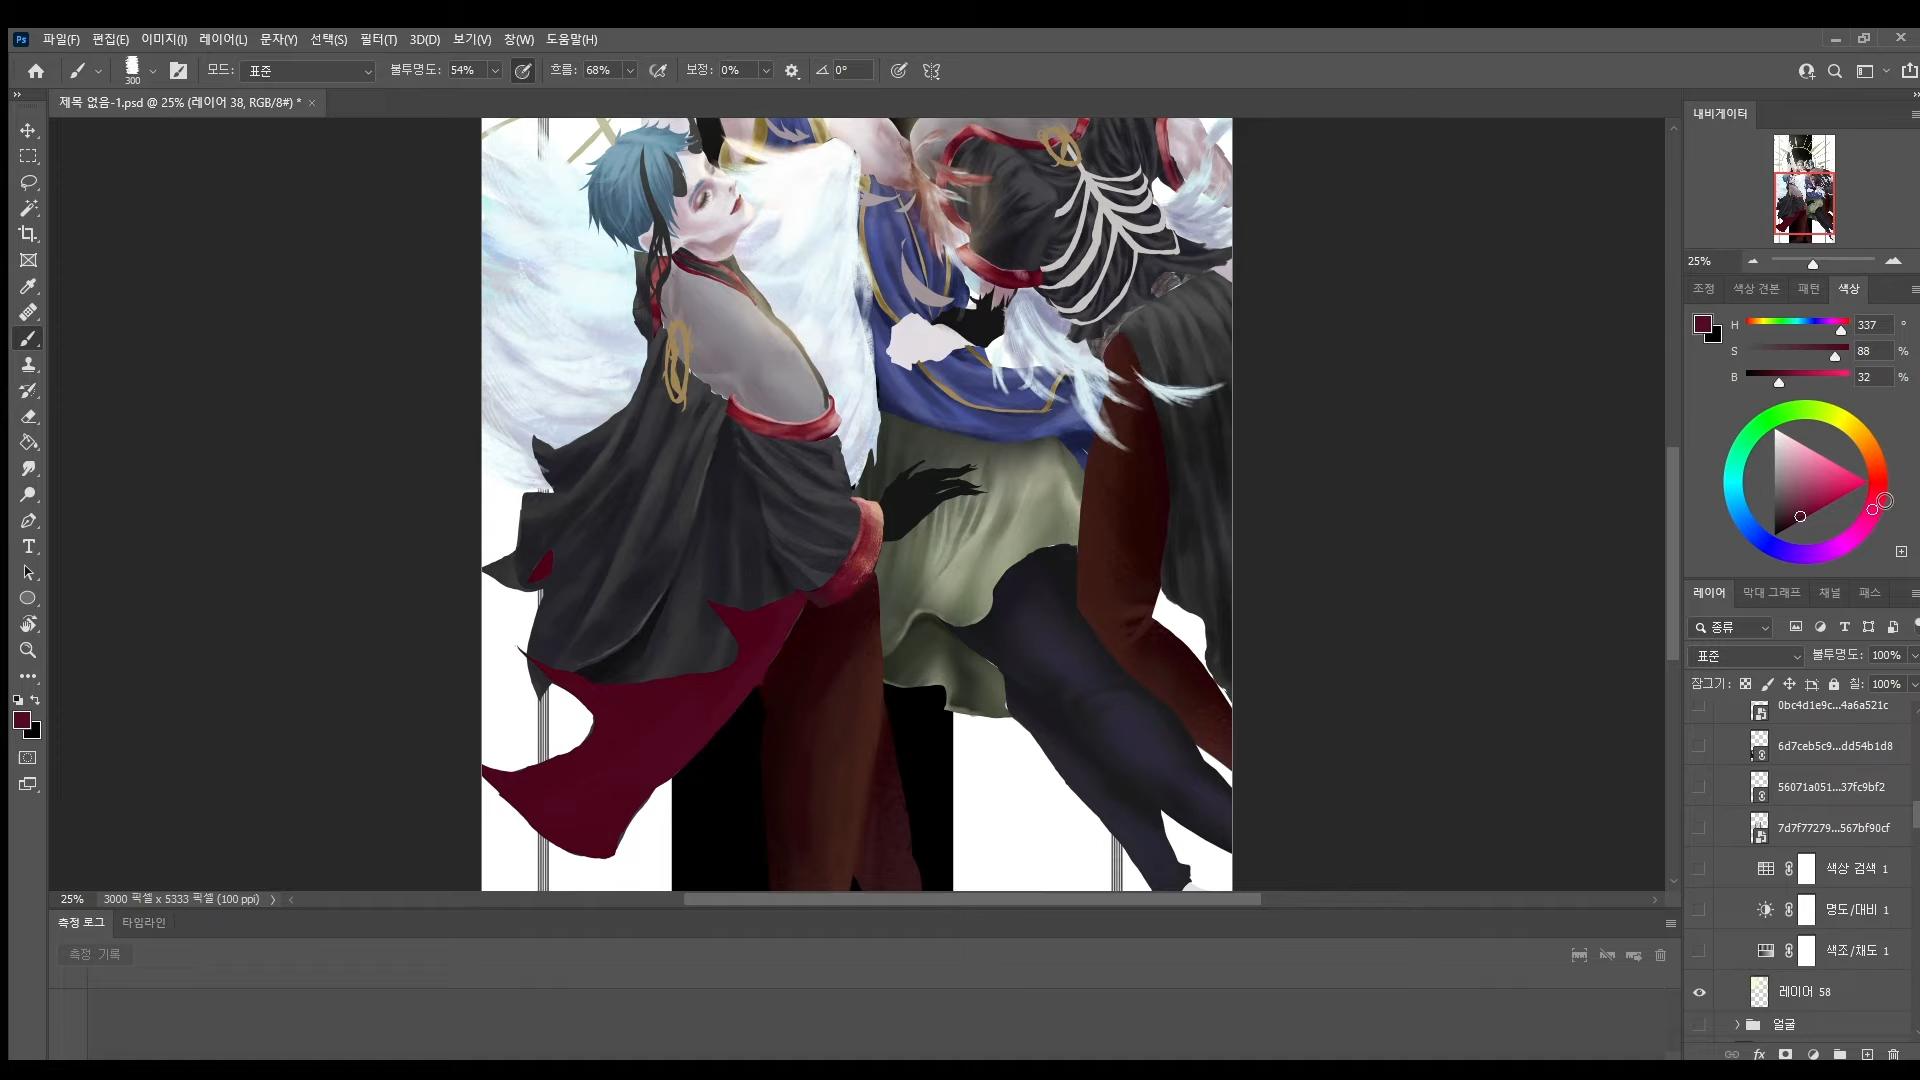 Ps 파일(F) 편집(E) 이미지(I) 레이어(L) 문자(Y) 선택(S) 필터(T) 3D(D) 보기(V) 창(W) 도움말(H)
300 모드: 표준 불투명도: 54% 흐름: 68% 보정: 0% 0°
제목 없음-1.psd @ 25% (레이어 38, RGB/8#) *
내비게이터
25%
조정 색상 견본 패턴 색상
H 337 °
S 88 %
B 32 %
레이어 막대 그래프 채널 패스
종류
표준 불투명도: 100%
잠그기: 칠: 100%
0bc4d1e9c...4a6a521c
6d7ceb5c9...dd54b1d8
56071a051...37fc9bf2
7d7f77279...567bf90cf
색상 검색 1
명도/대비 1
색조/채도 1
레이어 58
얼굴
fx
25% 3000 픽셀 x 5333 픽셀 (100 ppi)
측정 로그 타임라인
측정 기록